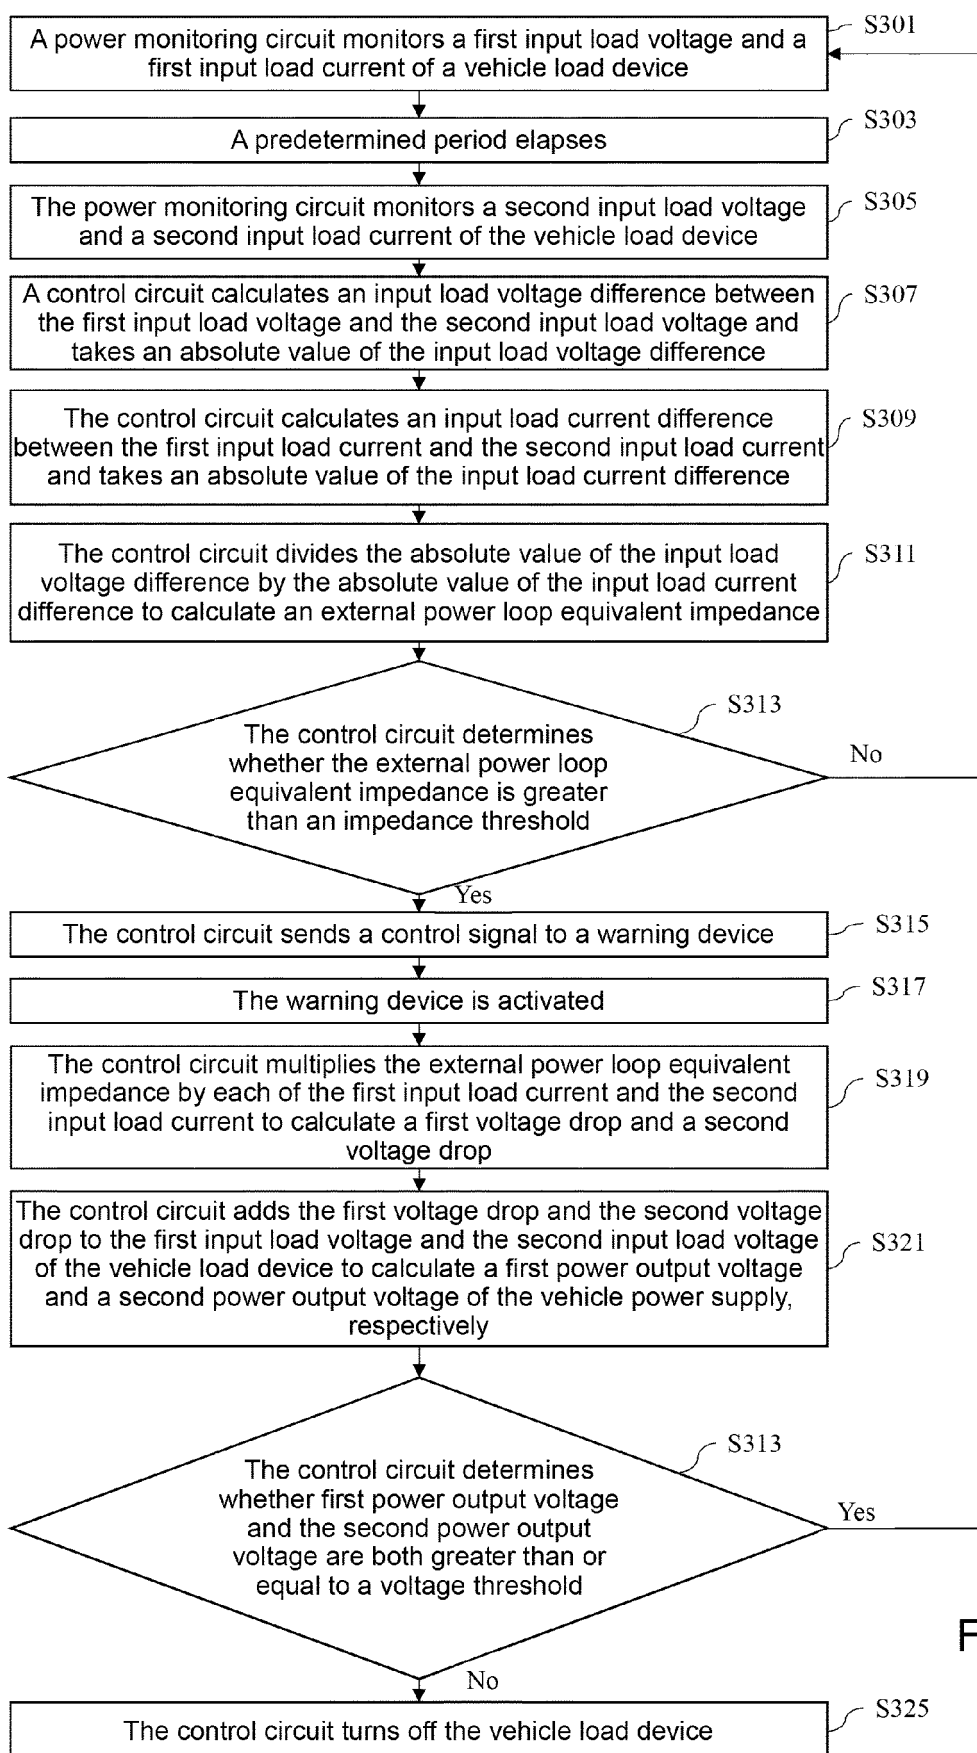 S301
A power monitoring circuit monitors a first input load voltage and a
first input load current of a vehicle load device
S303
A predetermined period elapses
S305
The power monitoring circuit monitors a second input load voltage
and a second input load current of the vehicle load device
S307
A control circuit calculates an input load voltage difference between
the first input load voltage and the second input load voltage and
takes an absolute value of the input load voltage difference
S309
The control circuit calculates an input load current difference
between the first input load current and the second input load current
and takes an absolute value of the input load current difference
S311
The control circuit divides the absolute value of the input load
voltage difference by the absolute value of the input load current
difference to calculate an external power loop equivalent impedance
S313
The control circuit determines
whether the external power loop
equivalent impedance is greater
than an impedance threshold
No
Yes
S315
The control circuit sends a control signal to a warning device
S317
The warning device is activated
S319
The control circuit multiplies the external power loop equivalent
impedance by each of the first input load current and the second
input load current to calculate a first voltage drop and a second
voltage drop
S321
The control circuit adds the first voltage drop and the second voltage
drop to the first input load voltage and the second input load voltage
of the vehicle load device to calculate a first power output voltage
and a second power output voltage of the vehicle power supply,
respectively
S313
The control circuit determines
whether first power output voltage
and the second power output
voltage are both greater than or
equal to a voltage threshold
Yes
F
No
S325
The control circuit turns off the vehicle load device